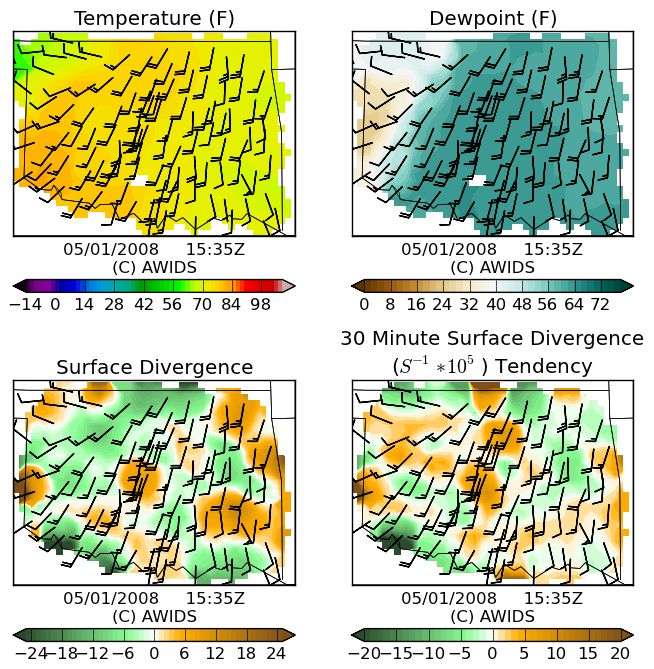 Temperature (F)
Dewpoint (F)
05/01/2008 15:35Z
(C) AWIDS
05/01/2008 15:35Z
(C) AWIDS
−14 0 14 28 42 56 70 84 98
0 8 16 24 32 40 48 56 64 72
Surface Divergence
30 Minute Surface Divergence
(S⁻¹ *10⁵ ) Tendency
05/01/2008 15:35Z
(C) AWIDS
05/01/2008 15:35Z
(C) AWIDS
−24 −18 −12 −6 0 6 12 18 24
−20 −15 −10 −5 0 5 10 15 20